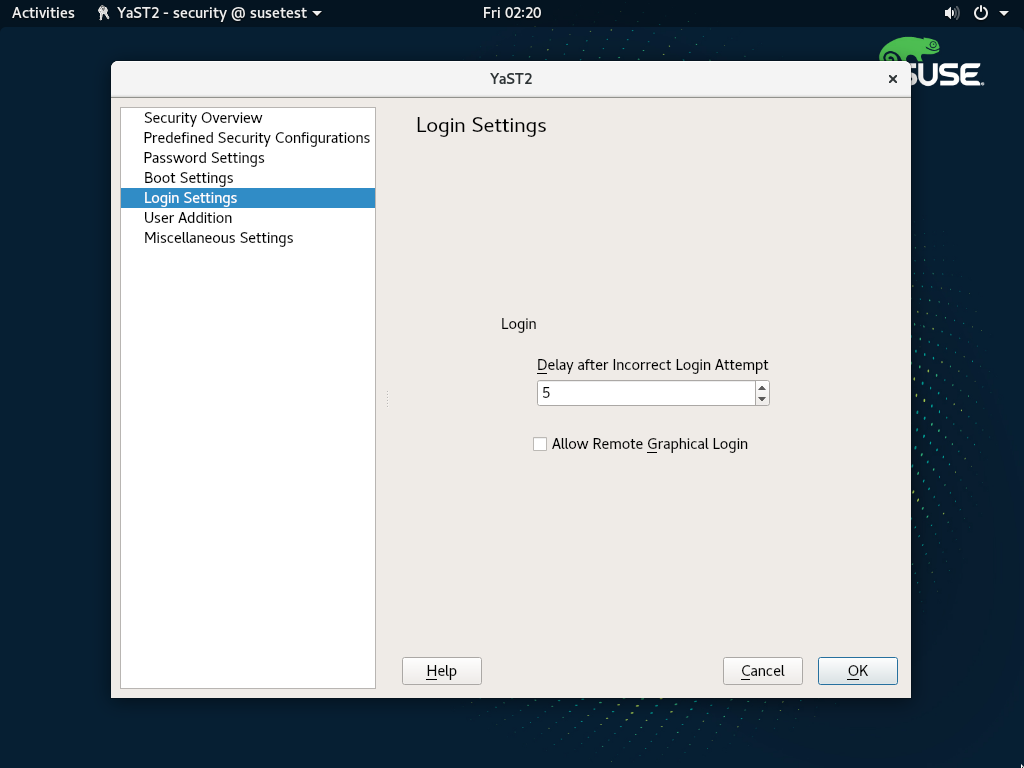 Activities YaST2 - security @ susetest Fri 02:20
SUSE
YaST2
Security Overview
Predefined Security Configurations
Password Settings
Boot Settings
Login Settings
User Addition
Miscellaneous Settings
Login Settings
Login
Delay after Incorrect Login Attempt
5
Allow Remote Graphical Login
Help Cancel OK